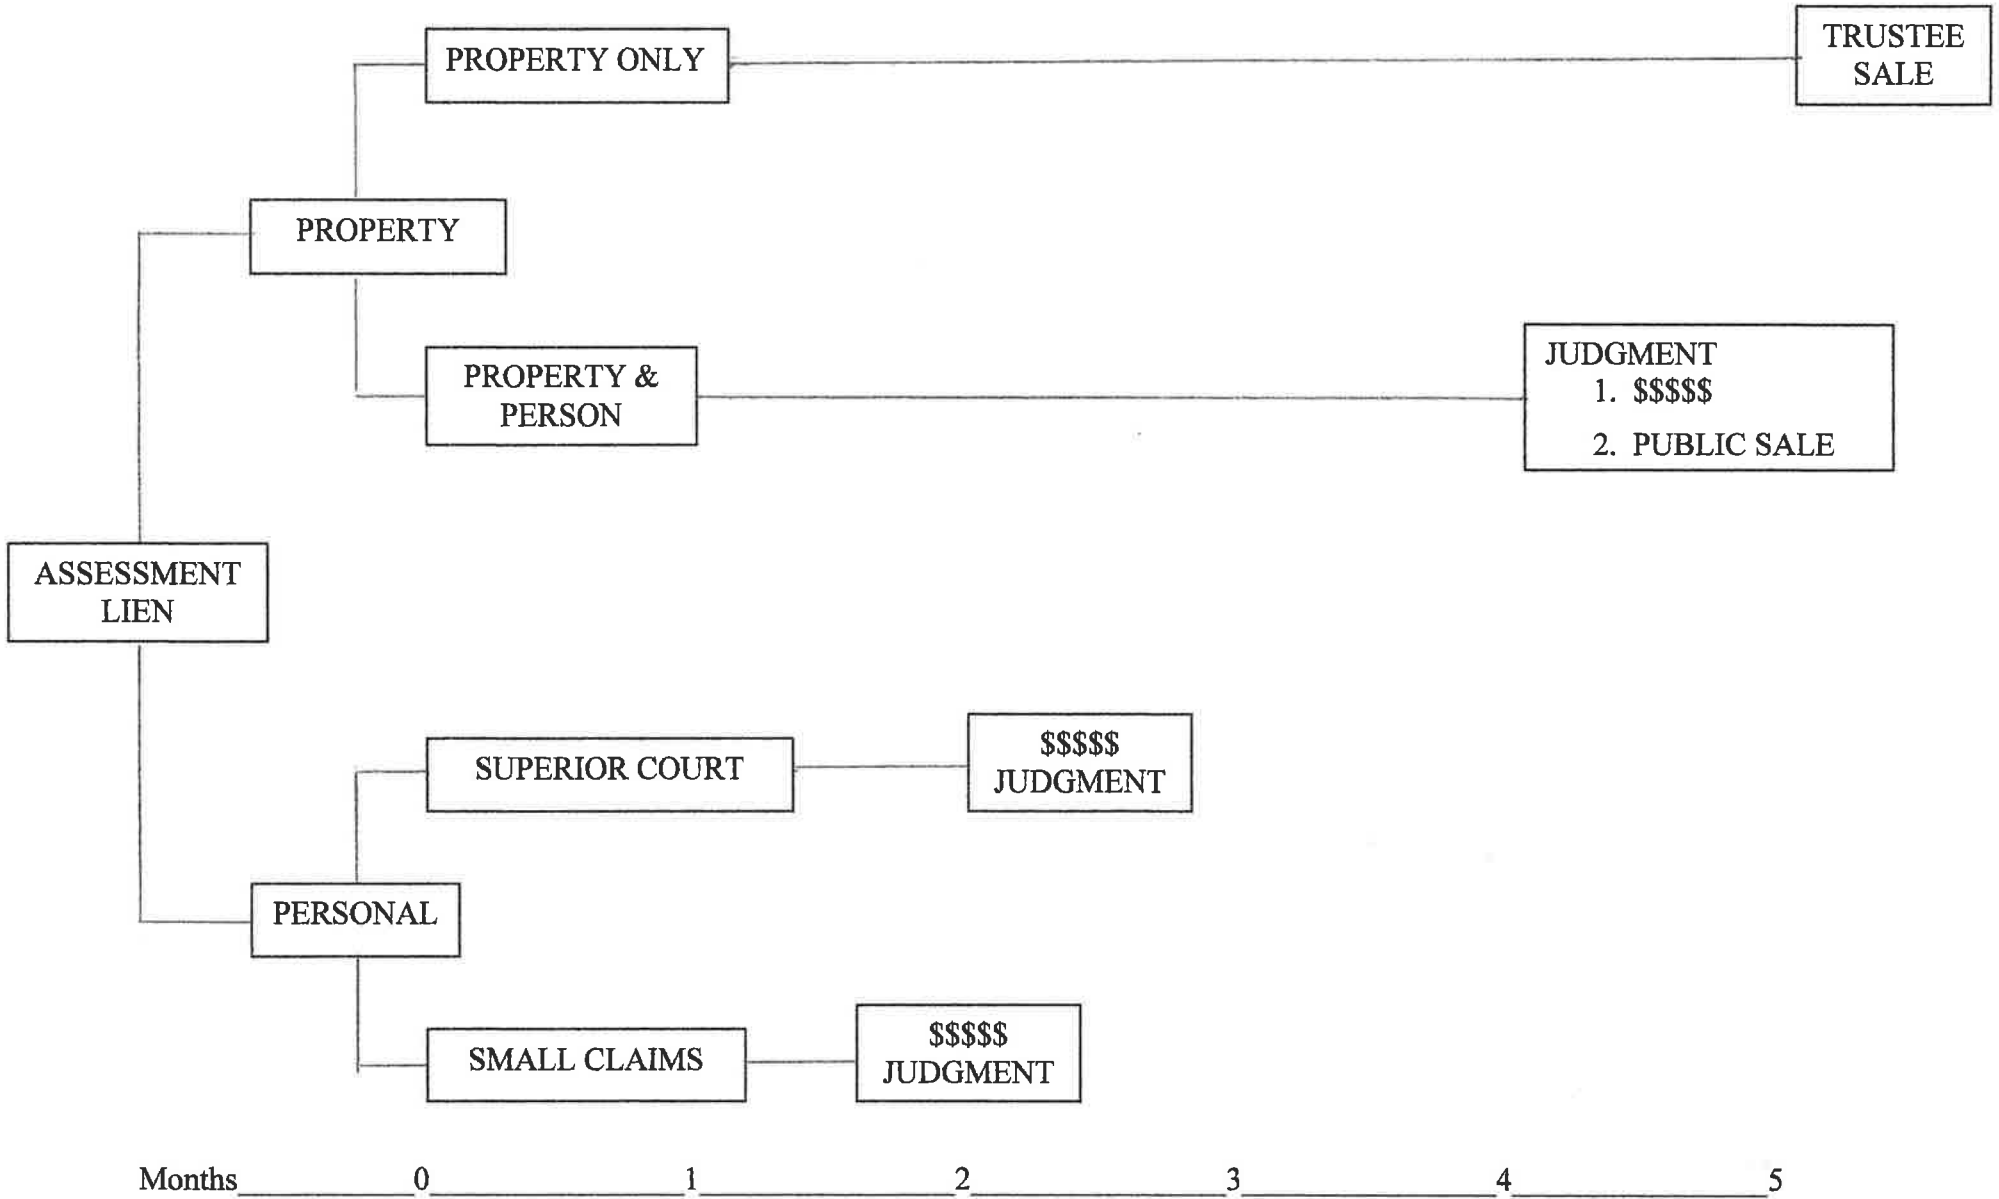 PROPERTY ONLY
TRUSTEE
SALE
PROPERTY
PROPERTY &
PERSON
JUDGMENT
1. $$$$$
2. PUBLIC SALE
ASSESSMENT
LIEN
SUPERIOR COURT
$$$$$
JUDGMENT
PERSONAL
SMALL CLAIMS
$$$$$
JUDGMENT
Months 0 1 2 3 4 5